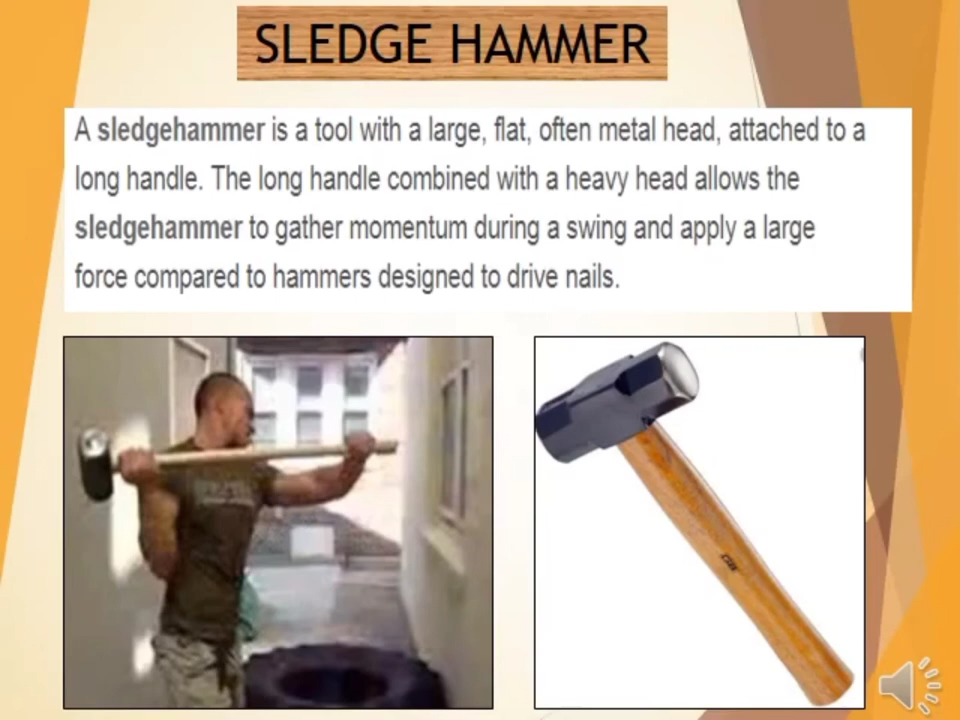 SLEDGE HAMMER
A sledgehammer is a tool with a large, flat, often metal head, attached to a
long handle. The long handle combined with a heavy head allows the
sledgehammer to gather momentum during a swing and apply a large
force compared to hammers designed to drive nails.